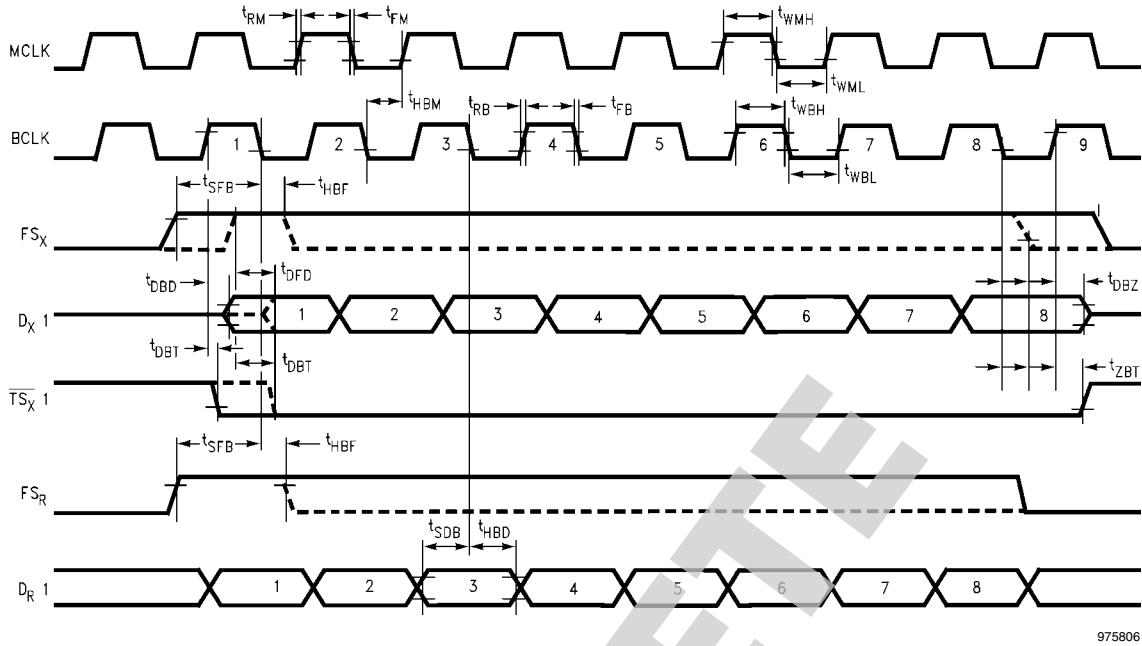 tRM tFM tWMH
MCLK
tHBM tRB tFB tWBH tWML
BCLK 1 2 3 4 5 6 7 8 9
tSFB tHBF tWBL
FSX
tDBD tDFD tDBZ
DX 1 1 2 3 4 5 6 7 8
tDBT tDBT tZBT
TSX 1
tSFB tHBF
FSR
tSDB tHBD
DR 1 1 2 3 4 5 6 7 8
975806
ETE